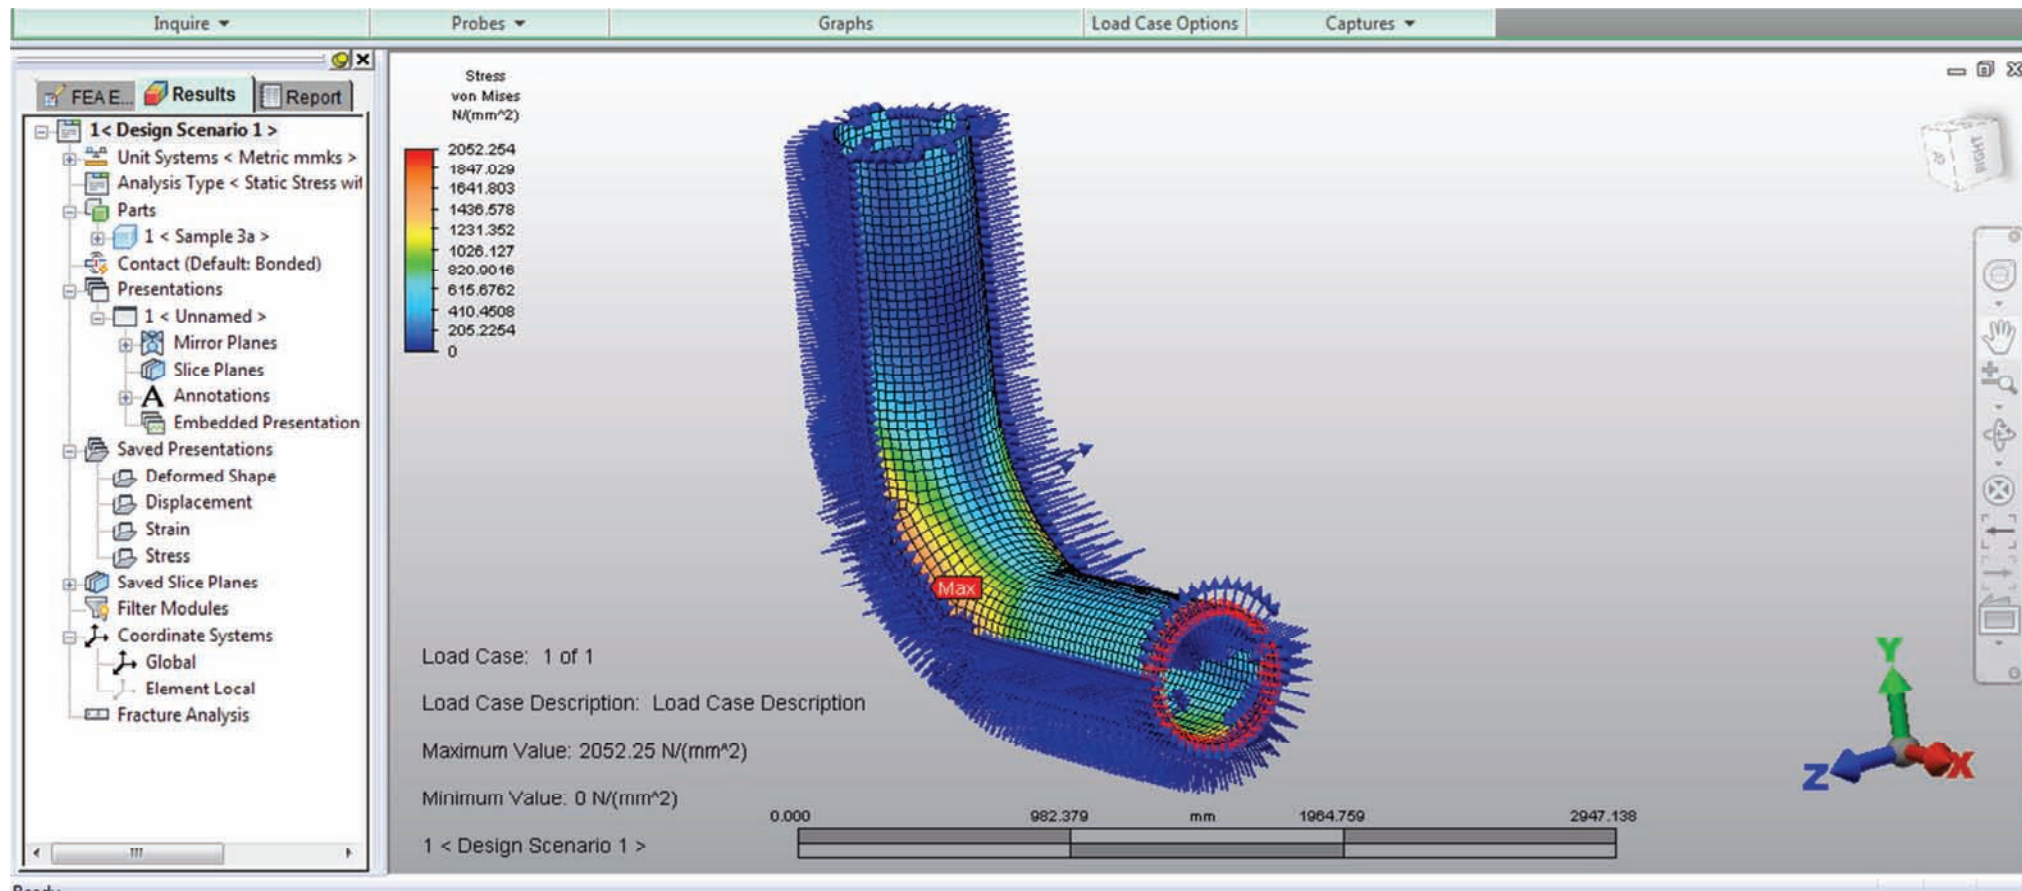 Inquire Probes Graphs Load Case Options Captures
FEA E... Results Report
1< Design Scenario 1 >
Unit Systems < Metric mmks >
Analysis Type < Static Stress wit
Parts
1 < Sample 3a >
Contact (Default: Bonded)
Presentations
1 < Unnamed >
Mirror Planes
Slice Planes
A Annotations
Embedded Presentation
Saved Presentations
Deformed Shape
Displacement
Strain
Stress
Saved Slice Planes
Filter Modules
Coordinate Systems
Global
Element Local
Fracture Analysis
Stress
von Mises
N/(mm^2)
2052.254
1847.029
1641.803
1436.578
1231.352
1026.127
820.9016
615.6762
410.4508
205.2254
0
Max
RIGHT
Load Case: 1 of 1
Load Case Description: Load Case Description
Maximum Value: 2052.25 N/(mm^2)
Minimum Value: 0 N/(mm^2)
1 < Design Scenario 1 >
0.000 982.379 mm 1964.759 2947.138
Y
Z X